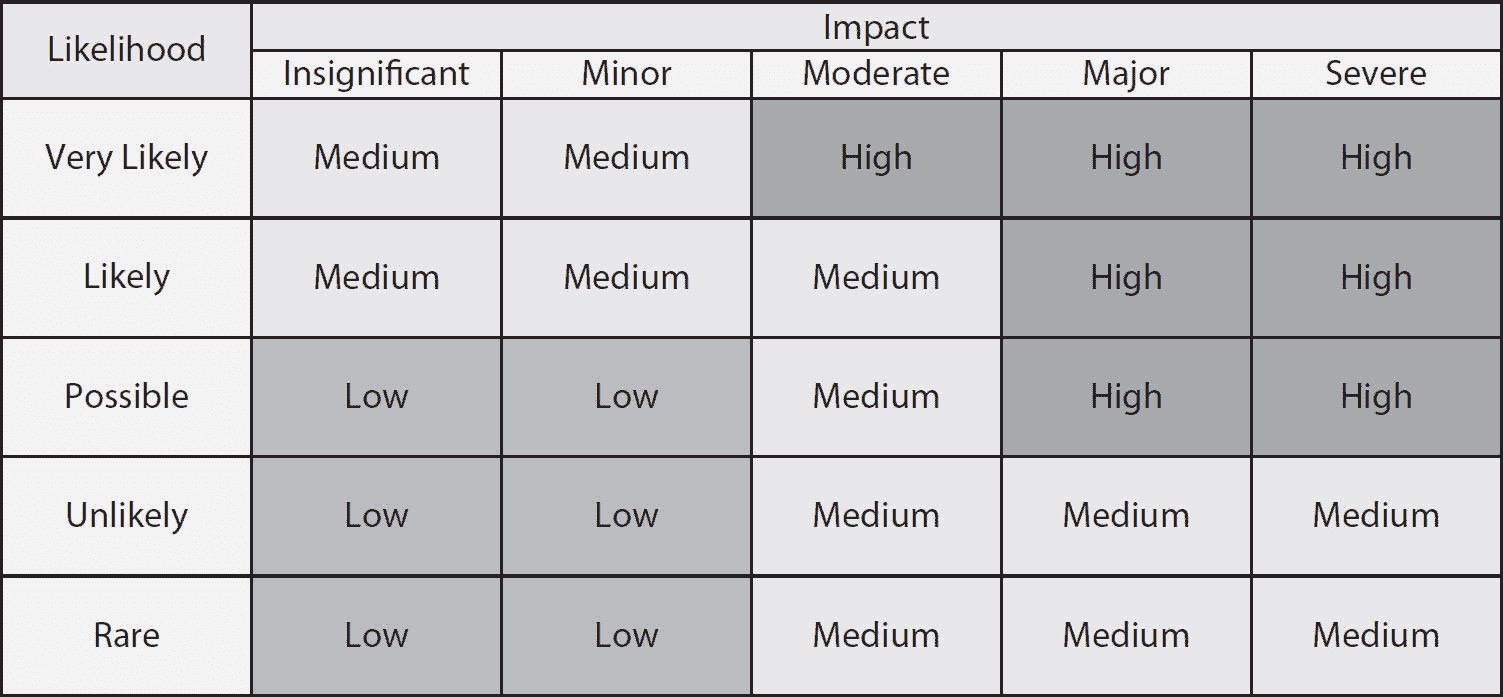 Likelihood Impact
Insignificant Minor Moderate Major Severe
Very Likely Medium Medium High High High
Likely Medium Medium Medium High High
Possible Low Low Medium High High
Unlikely Low Low Medium Medium Medium
Rare Low Low Medium Medium Medium